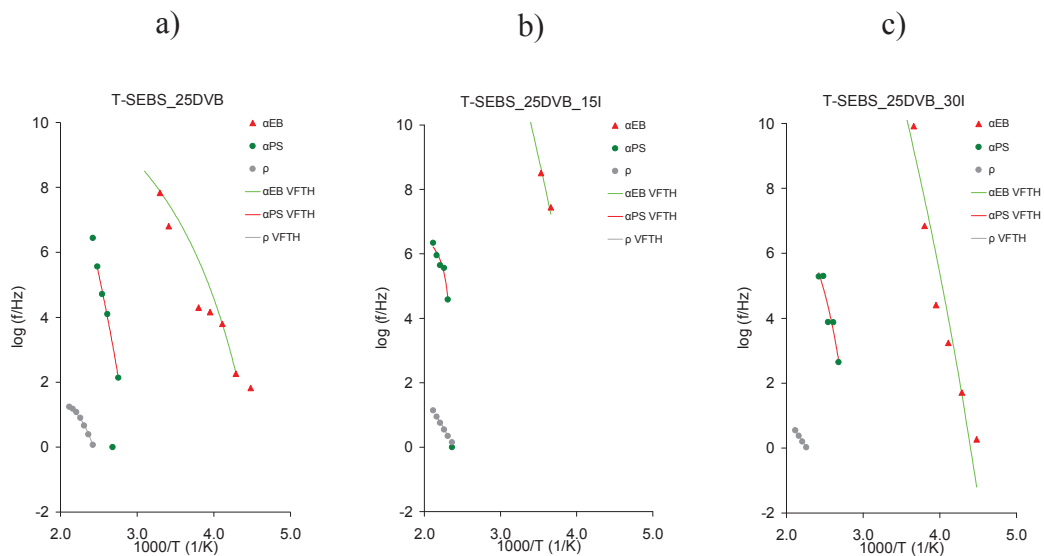 a)
b)
c)
T-SEBS_25DVB
10
8
6
4
2
0
-2
log (f/Hz)
2.0
3.0
4.0
5.0
1000/T (1/K)
αEB
αPS
ρ
αEB VFTH
αPS VFTH
ρ VFTH
T-SEBS_25DVB_15I
10
8
6
4
2
0
-2
log (f/Hz)
2.0
3.0
4.0
5.0
1000/T (1/K)
αEB
αPS
ρ
αEB VFTH
αPS VFTH
ρ VFTH
T-SEBS_25DVB_30I
10
8
6
4
2
0
-2
log (f/Hz)
2.0
3.0
4.0
5.0
1000/T (1/K)
αEB
αPS
ρ
αEB VFTH
αPS VFTH
ρ VFTH